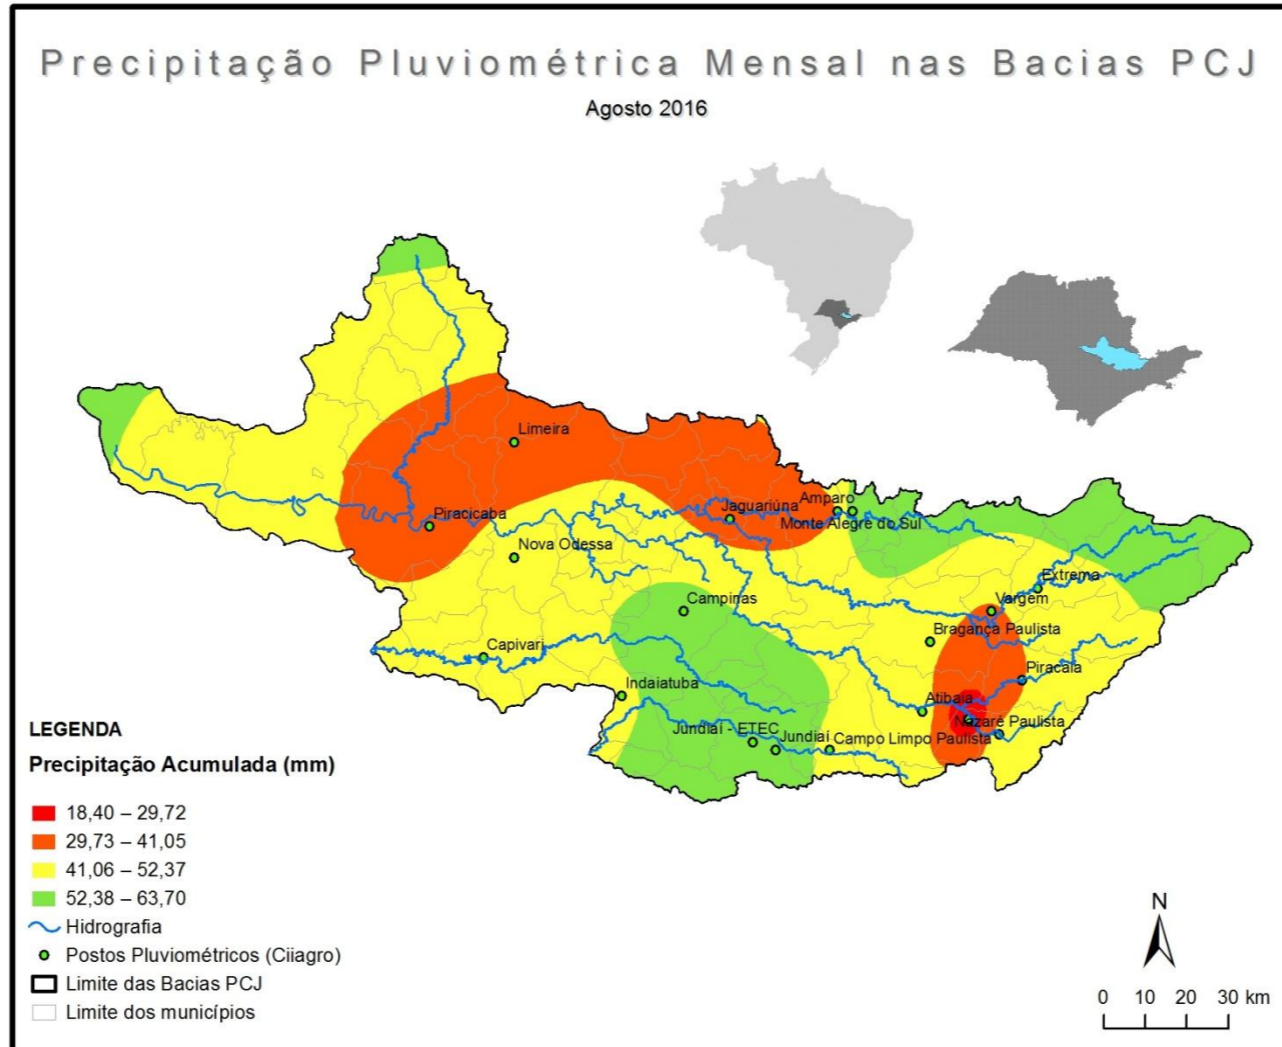 Precipitação Pluviométrica Mensal nas Bacias PCJ
Agosto 2016
Limeira
Piracicaba
Jaguariúna
Amparo
Monte Alegre do Sul
Nova Odessa
Extrema
Vargem
Campinas
Bragança Paulista
Capivari
Piracaia
Indaiatuba
Atibaia
Nazaré Paulista
Jundiaí - ETEC
Jundiaí
Campo Limpo Paulista
LEGENDA
Precipitação Acumulada (mm)
18,40 – 29,72
29,73 – 41,05
41,06 – 52,37
52,38 – 63,70
Hidrografia
Postos Pluviométricos (Ciiagro)
Limite das Bacias PCJ
Limite dos municípios
N
0 10 20 30 km